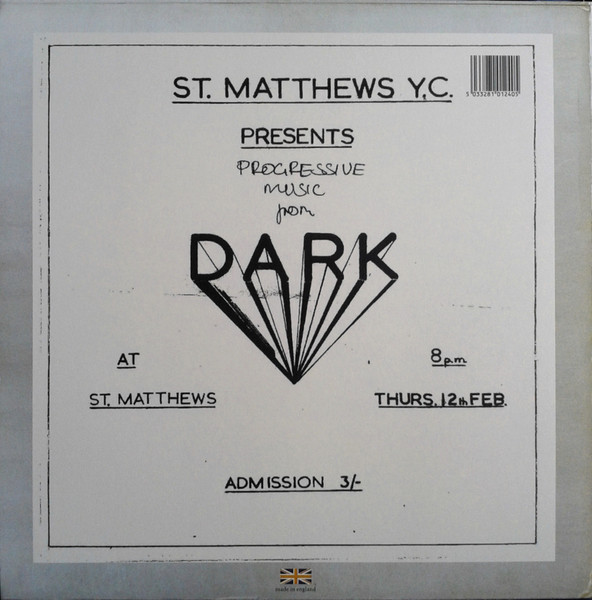 ST. MATTHEWS Y.C.
5 033281 012405
PRESENTS
PROGRESSIVE
MUSIC
from
DARK
AT
8pm
ST. MATTHEWS
THURS. 12th FEB.
ADMISSION 3/-
made in england